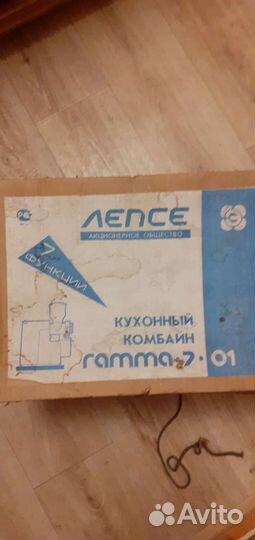 ЛЕПСЕ
АКЦИОНЕРНОЕ ОБЩЕСТВО
7
ФУНКЦИЙ
КУХОННЫЙ
КОМБАЙН
гамма-7·01
Avito